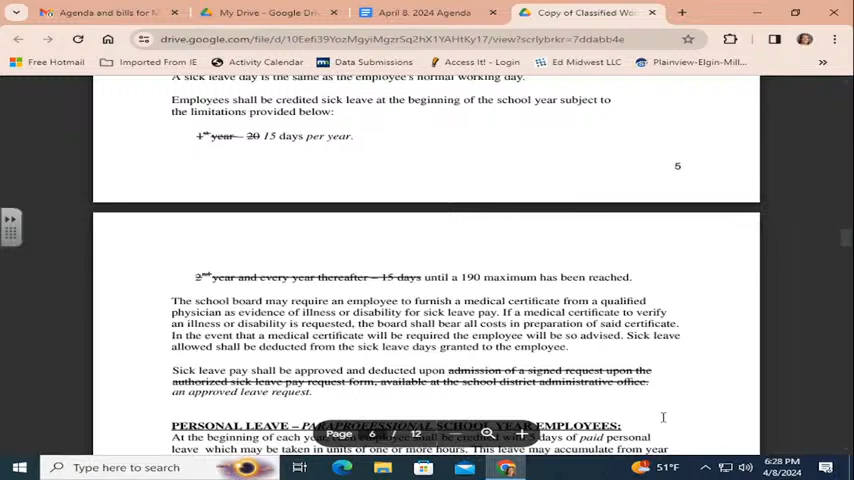 Agenda and bills for M
My Drive – Google Dri
April 8. 2024 Agenda
Copy of Classified Wor
drive.google.com/file/d/10Eefi39YozMgyiMgzrSq2hX1YAHtKy17/view?scrlybrkr=7ddabb4e
Free Hotmail
Imported From IE
Activity Calendar
Data Submissions
Access It! - Login
Ed Midwest LLC
Plainview-Elgin-Mill...
A sick leave day is the same as the employee's normal working day.
Employees shall be credited sick leave at the beginning of the school year subject to
the limitations provided below:
1st year – 20 15 days per year.
5
2nd year and every year thereafter – 15 days until a 190 maximum has been reached.
The school board may require an employee to furnish a medical certificate from a qualified
physician as evidence of illness or disability for sick leave pay. If a medical certificate to verify
an illness or disability is requested, the board shall bear all costs in preparation of said certificate.
In the event that a medical certificate will be required the employee will be so advised. Sick leave
allowed shall be deducted from the sick leave days granted to the employee.
Sick leave pay shall be approved and deducted upon admission of a signed request upon the
authorized sick leave pay request form, available at the school district administrative office.
an approved leave request.
PERSONAL LEAVE – PARAPROFESSIONAL SCHOOL YEAR EMPLOYEES:
At the beginning of each year, employee shall be credited with 5 days of paid personal
leave which may be taken in units of one or more hours. This leave may accumulate from year
Page 6 / 12
Type here to search
51°F
6:28 PM
4/8/2024